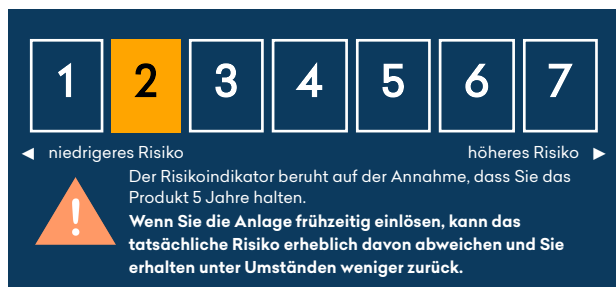 1 2 3 4 5 6 7
◄ niedrigeres Risiko höheres Risiko ►
!
Der Risikoindikator beruht auf der Annahme, dass Sie das
Produkt 5 Jahre halten.
Wenn Sie die Anlage frühzeitig einlösen, kann das
tatsächliche Risiko erheblich davon abweichen und Sie
erhalten unter Umständen weniger zurück.